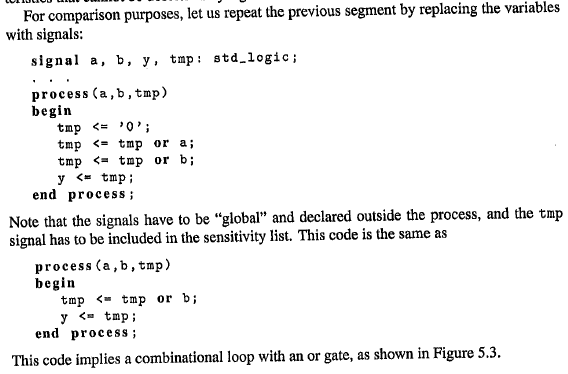 For comparison purposes, let us repeat the previous segment by replacing the variables
with signals:
signal a, b, y, tmp: std_logic;
. . .
process(a,b,tmp)
begin
tmp <= '0';
tmp <= tmp or a;
tmp <= tmp or b;
y <= tmp;
end process;
Note that the signals have to be “global” and declared outside the process, and the tmp
signal has to be included in the sensitivity list. This code is the same as
process(a,b,tmp)
begin
tmp <= tmp or b;
y <= tmp;
end process;
This code implies a combinational loop with an or gate, as shown in Figure 5.3.